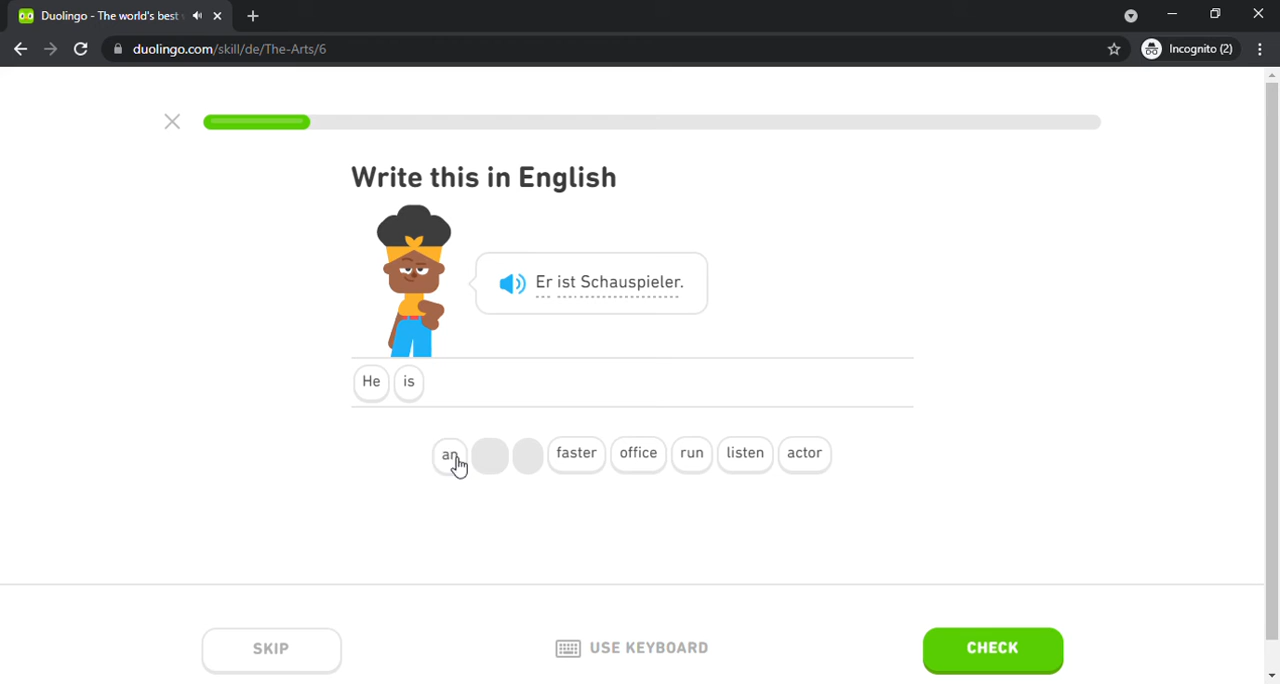 Duolingo - The world's best
duolingo.com/skill/de/The-Arts/6
Incognito (2)
Write this in English
Er ist Schauspieler.
He is
an faster office run listen actor
SKIP USE KEYBOARD CHECK